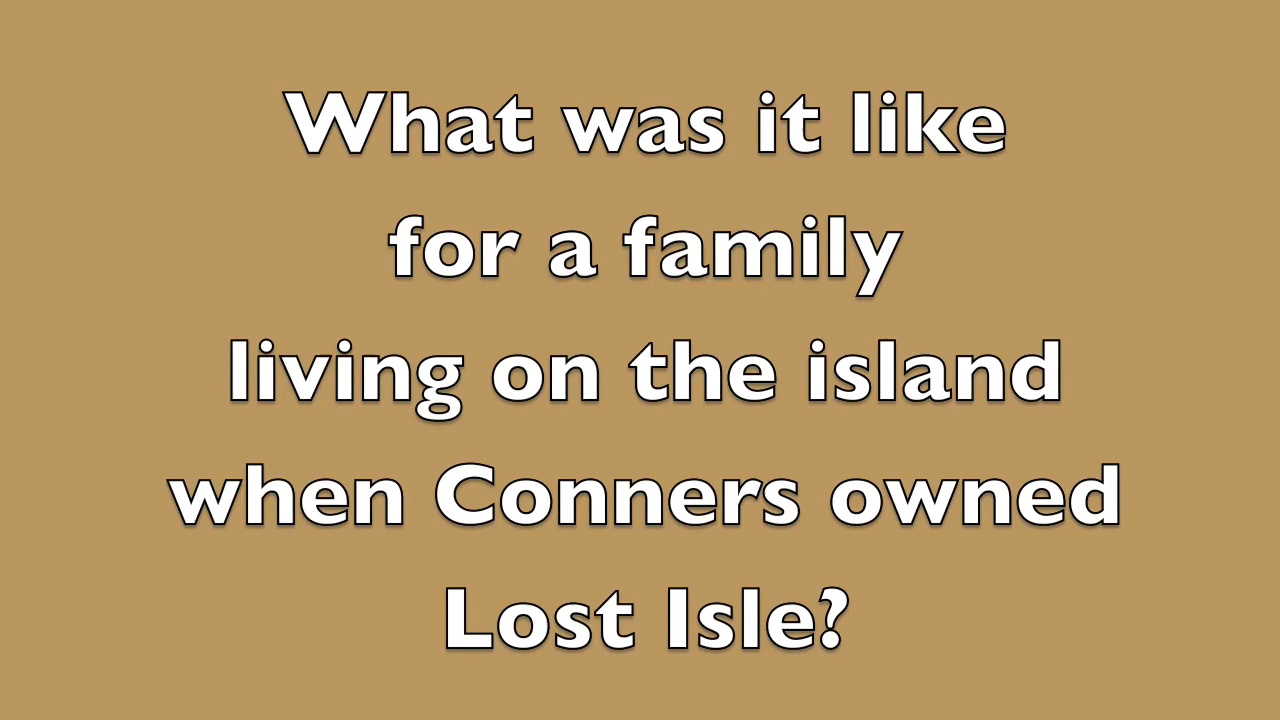 What was it like
for a family
living on the island
when Conners owned
Lost Isle?